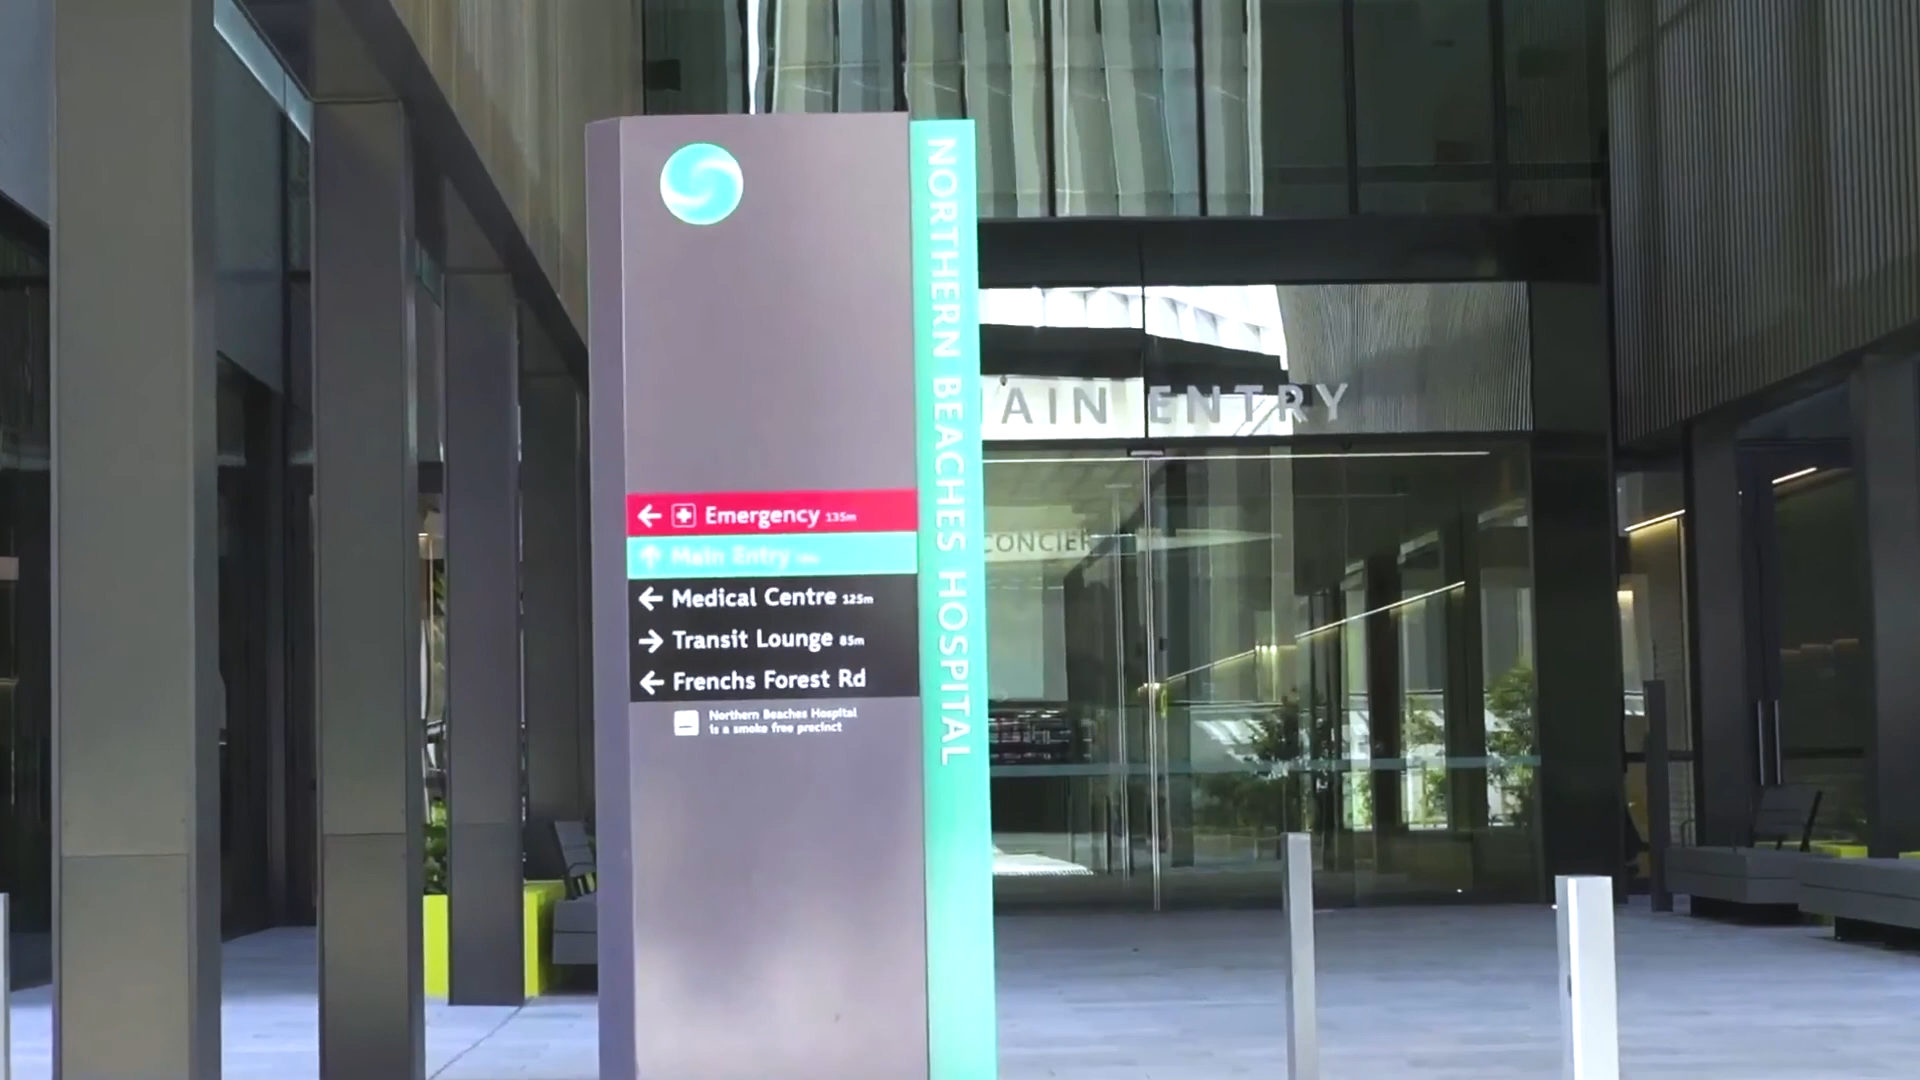 NORTHERN BEACHES HOSPITAL
Emergency 135m
Main Entry
Medical Centre 125m
Transit Lounge 85m
Frenchs Forest Rd
Northern Beaches Hospital
is a smoke free precinct
AIN ENTRY
CONCIER